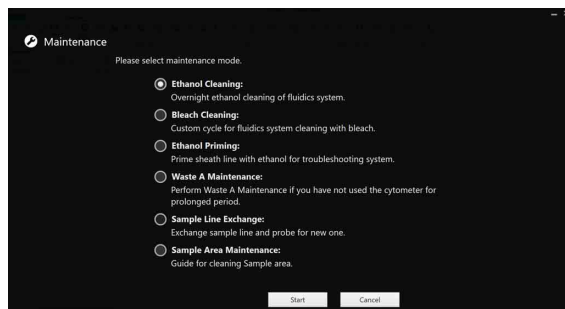 Maintenance
Please select maintenance mode.
Ethanol Cleaning:
Overnight ethanol cleaning of fluidics system.
Bleach Cleaning:
Custom cycle for fluidics system cleaning with bleach.
Ethanol Priming:
Prime sheath line with ethanol for troubleshooting system.
Waste A Maintenance:
Perform Waste A Maintenance if you have not used the cytometer for
prolonged period.
Sample Line Exchange:
Exchange sample line and probe for new one.
Sample Area Maintenance:
Guide for cleaning Sample area.
Start Cancel